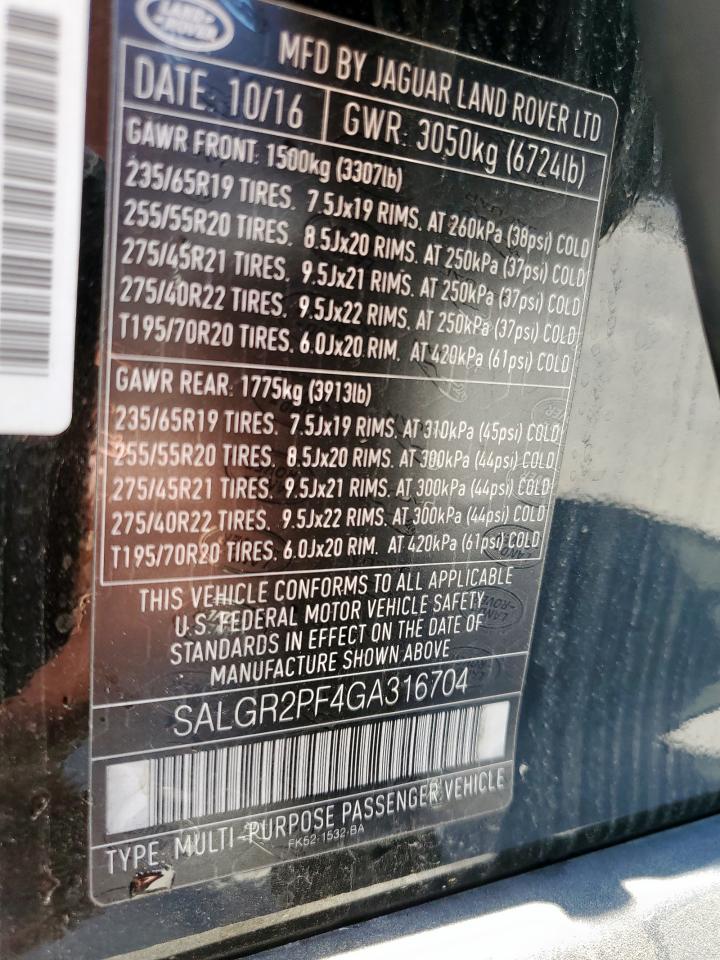 LAND
ROVER
MFD BY JAGUAR LAND ROVER LTD
DATE: 10/16 GWR: 3050kg (6724lb)
GAWR FRONT: 1500kg (3307lb)
235/65R19 TIRES. 7.5Jx19 RIMS. AT 260kPa (38psi) COLD
255/55R20 TIRES. 8.5Jx20 RIMS. AT 250kPa (37psi) COLD
275/45R21 TIRES. 9.5Jx21 RIMS. AT 250kPa (37psi) COLD
275/40R22 TIRES. 9.5Jx22 RIMS. AT 250kPa (37psi) COLD
T195/70R20 TIRES. 6.0Jx20 RIM. AT 420kPa (61psi) COLD
GAWR REAR: 1775kg (3913lb)
235/65R19 TIRES. 7.5Jx19 RIMS. AT 310kPa (45psi) COLD
255/55R20 TIRES. 8.5Jx20 RIMS. AT 300kPa (44psi) COLD
275/45R21 TIRES. 9.5Jx21 RIMS. AT 300kPa (44psi) COLD
275/40R22 TIRES. 9.5Jx22 RIMS. AT 300kPa (44psi) COLD
T195/70R20 TIRES. 6.0Jx20 RIM. AT 420kPa (61psi) COLD
THIS VEHICLE CONFORMS TO ALL APPLICABLE
U.S. FEDERAL MOTOR VEHICLE SAFETY
STANDARDS IN EFFECT ON THE DATE OF
MANUFACTURE SHOWN ABOVE
SALGR2PF4GA316704
TYPE: MULTI-PURPOSE PASSENGER VEHICLE
FK52-1532-BA